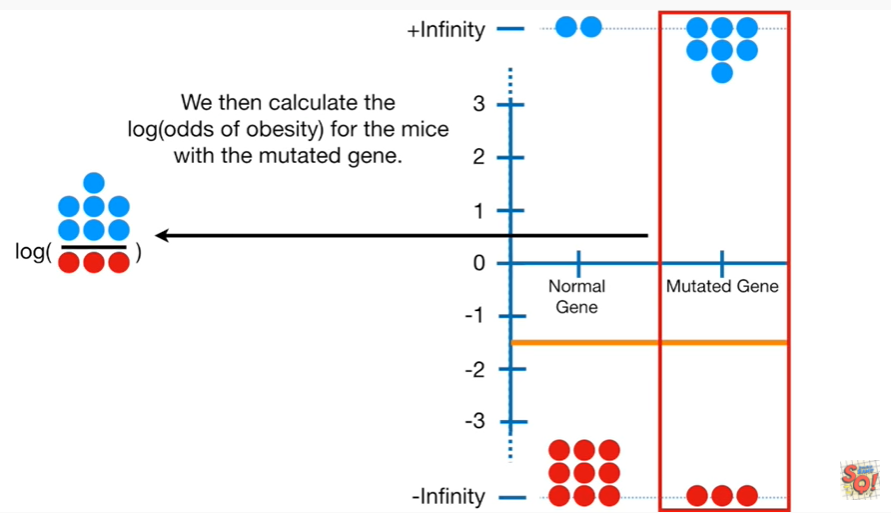 +Infinity
We then calculate the
log(odds of obesity) for the mice
with the mutated gene.
3
2
1
log(
)
0
Normal
Gene
Mutated Gene
-1
-2
-3
-Infinity
SQ!